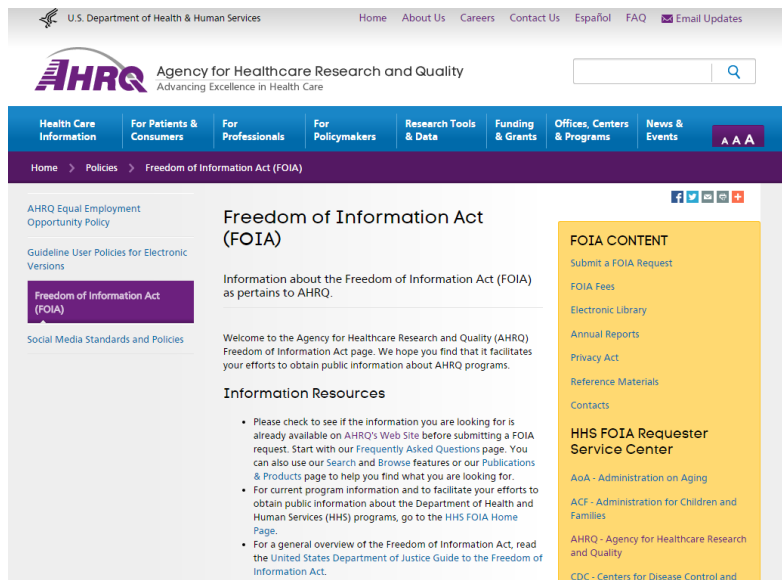 U.S. Department of Health & Human Services
Home About Us Careers Contact Us Español FAQ Email Updates
AHRQ
Agency for Healthcare Research and Quality
Advancing Excellence in Health Care
Health Care Information
For Patients & Consumers
For Professionals
For Policymakers
Research Tools & Data
Funding & Grants
Offices, Centers & Programs
News & Events
A A A
Home > Policies > Freedom of Information Act (FOIA)
AHRQ Equal Employment
Opportunity Policy
Guideline User Policies for Electronic
Versions
Freedom of Information Act
(FOIA)
Social Media Standards and Policies
Freedom of Information Act
(FOIA)
Information about the Freedom of Information Act (FOIA)
as pertains to AHRQ.
Welcome to the Agency for Healthcare Research and Quality (AHRQ)
Freedom of Information Act page. We hope you find that it facilitates
your efforts to obtain public information about AHRQ programs.
Information Resources
• Please check to see if the information you are looking for is
already available on AHRQ's Web Site before submitting a FOIA
request. Start with our Frequently Asked Questions page. You
can also use our Search and Browse features or our Publications
& Products page to help you find what you are looking for.
• For current program information and to facilitate your efforts to
obtain public information about the Department of Health and
Human Services (HHS) programs, go to the HHS FOIA Home
Page.
• For a general overview of the Freedom of Information Act, read
the United States Department of Justice Guide to the Freedom of
Information Act.
FOIA CONTENT
Submit a FOIA Request
FOIA Fees
Electronic Library
Annual Reports
Privacy Act
Reference Materials
Contacts
HHS FOIA Requester
Service Center
AoA - Administration on Aging
ACF - Administration for Children and
Families
AHRQ - Agency for Healthcare Research
and Quality
CDC - Centers for Disease Control and